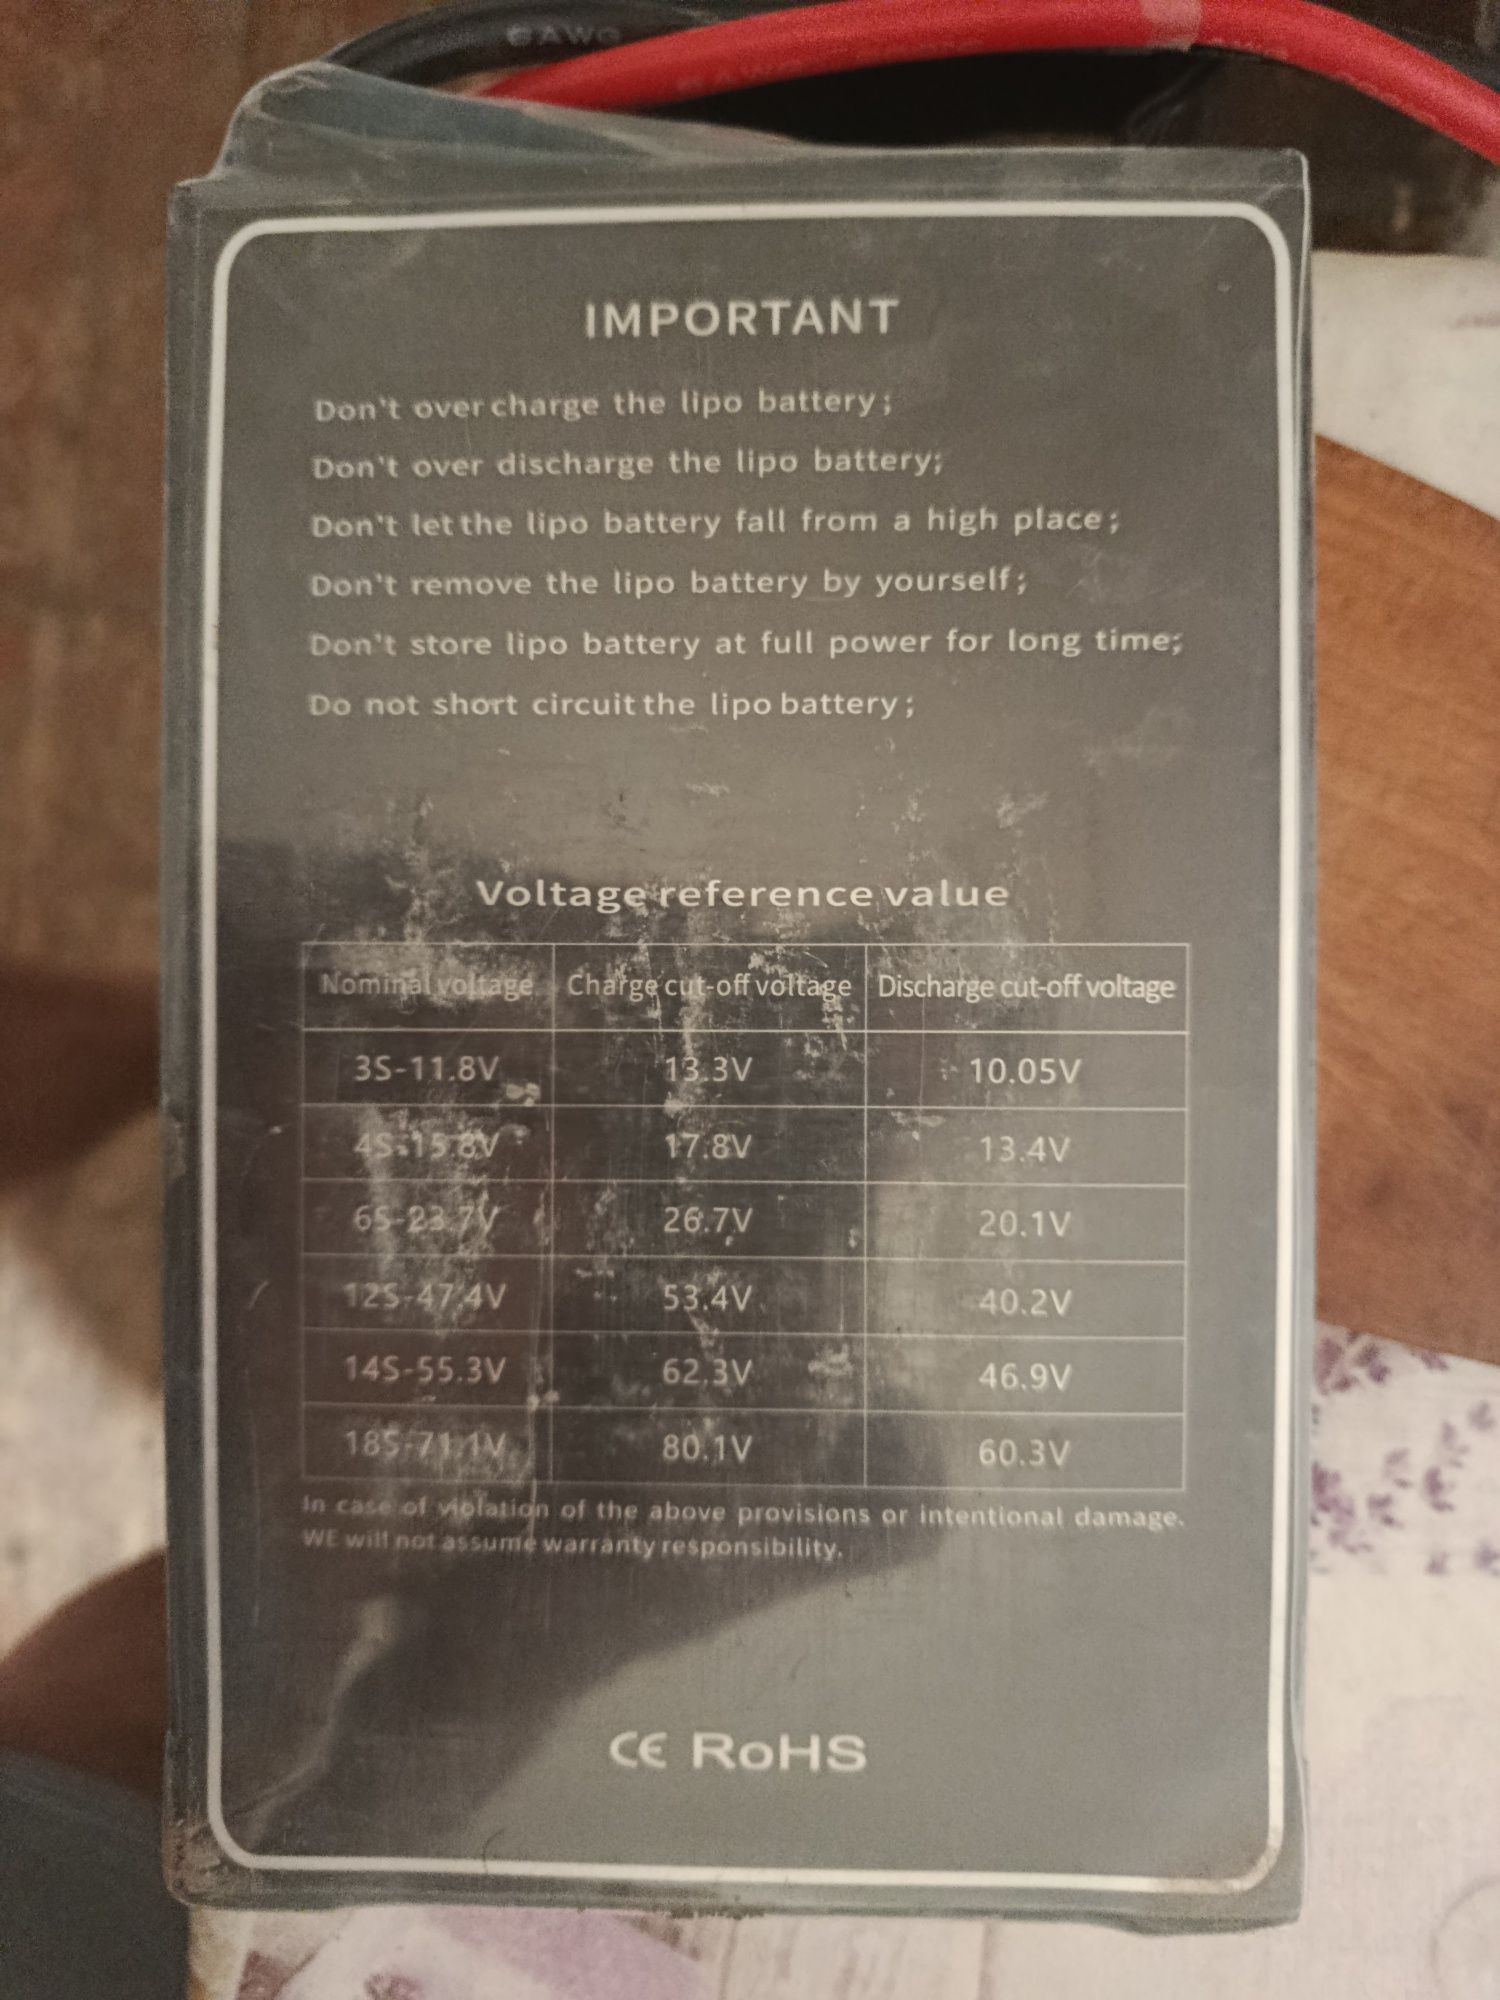 AWG
AWG
IMPORTANT
Don't over charge the lipo battery;
Don't over discharge the lipo battery;
Don't let the lipo battery fall from a high place;
Don't remove the lipo battery by yourself;
Don't store lipo battery at full power for long time;
Do not short circuit the lipo battery;
Voltage reference value
Nominal voltage Charge cut-off voltage Discharge cut-off voltage
3S-11.8V 13.3V 10.05V
4S-15.8V 17.8V 13.4V
6S-23.7V 26.7V 20.1V
12S-47.4V 53.4V 40.2V
14S-55.3V 62.3V 46.9V
18S-71.1V 80.1V 60.3V
In case of violation of the above provisions or intentional damage.
WE will not assume warranty responsibility.
CE RoHS